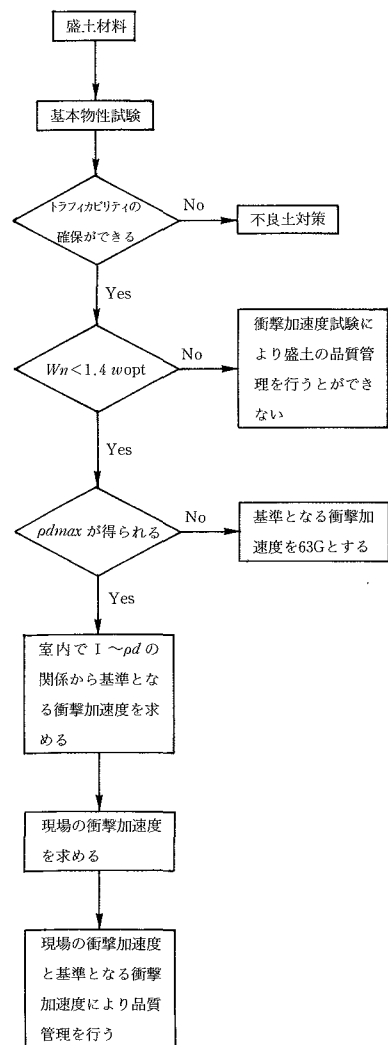 盛土材料
基本物性試験
トラフィカビリティの
確保ができる
No
不良土対策
Yes
Wn<1.4 wopt
No
衝撃加速度試験に
より盛土の品質管
理を行うとができ
ない
Yes
ρdmaxが得られる
No
基準となる衝撃加
速度を63Gとする
Yes
室内でI～ρdの
関係から基準とな
る衝撃加速度を求
める
現場の衝撃加速度
を求める
現場の衝撃加速度
と基準となる衝撃
加速度により品質
管理を行う